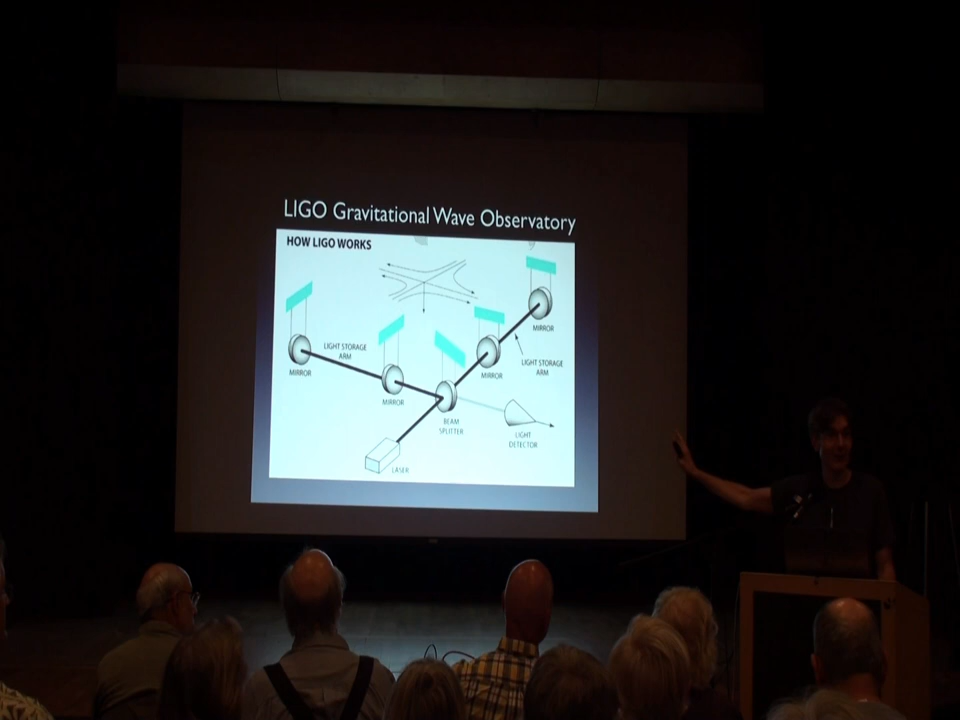 LIGO Gravitational Wave Observatory
HOW LIGO WORKS
MIRROR
LIGHT STORAGE
ARM
MIRROR
LIGHT STORAGE
ARM
MIRROR
MIRROR
BEAM
SPLITTER
LIGHT
DETECTOR
LASER